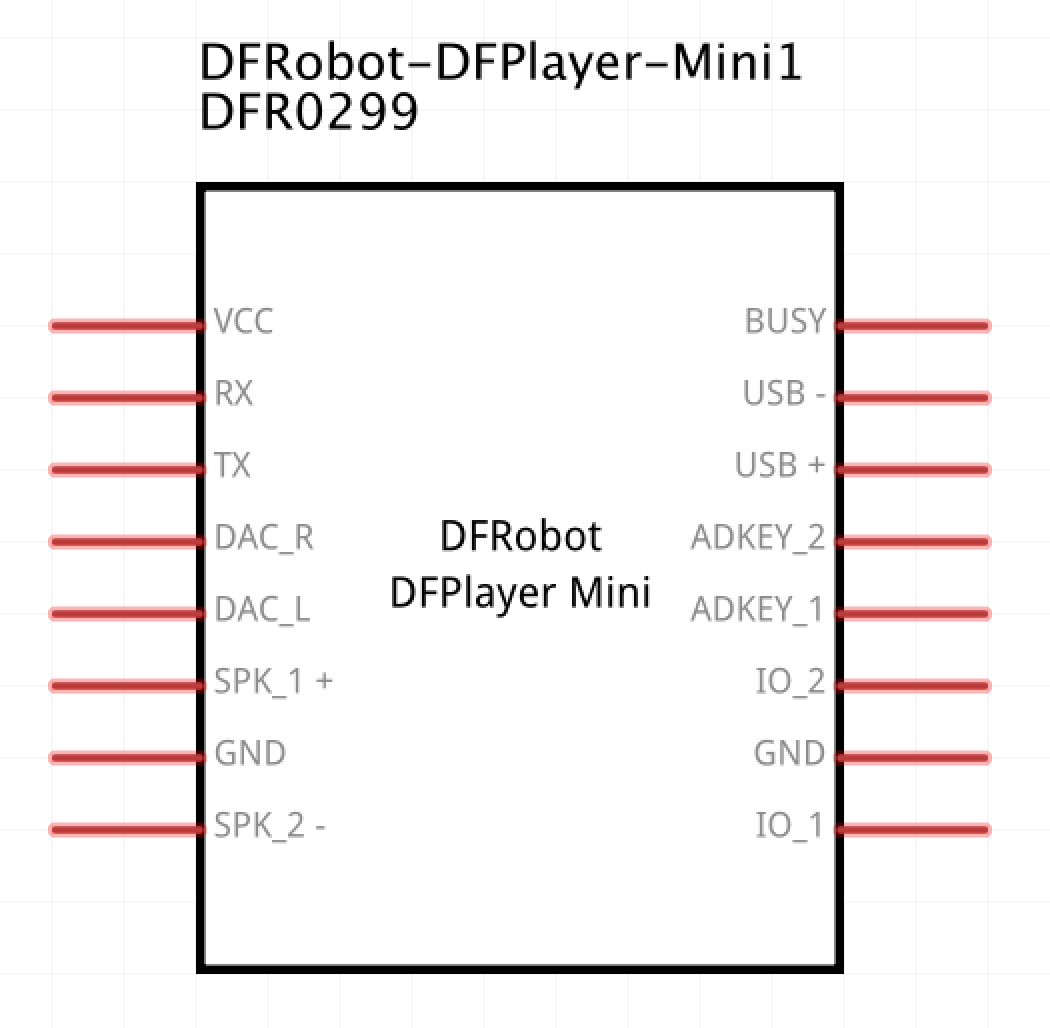 DFRobot-DFPlayer-Mini1
DFR0299
VCC
RX
TX
DAC_R
DAC_L
SPK_1 +
GND
SPK_2 -
DFRobot
DFPlayer Mini
BUSY
USB -
USB +
ADKEY_2
ADKEY_1
IO_2
GND
IO_1